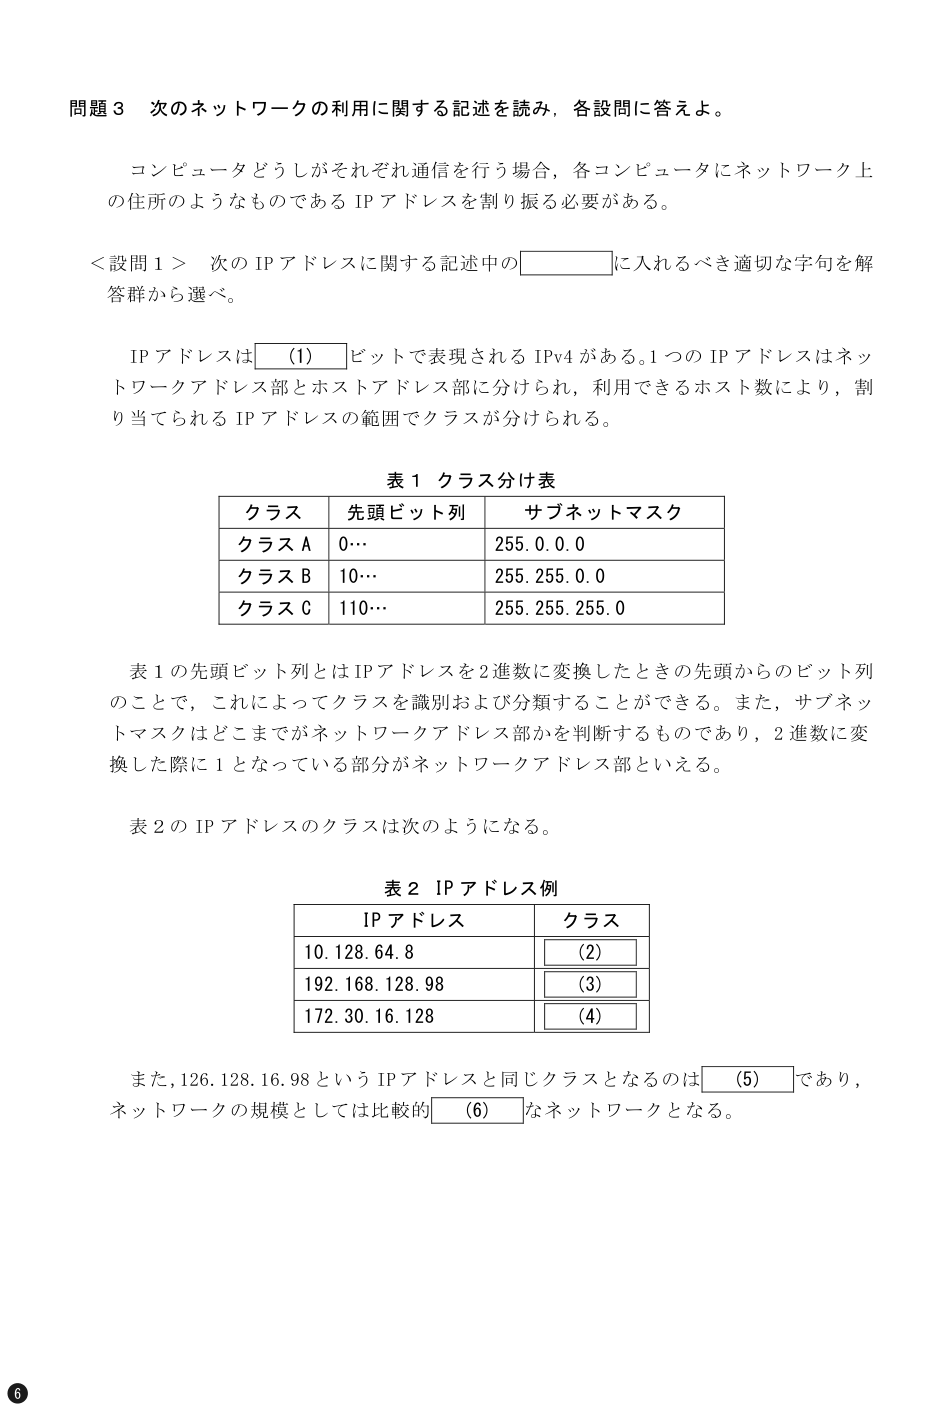 問題３　次のネットワークの利用に関する記述を読み，各設問に答えよ。
コンピュータどうしがそれぞれ通信を行う場合，各コンピュータにネットワーク上
の住所のようなものである IP アドレスを割り振る必要がある。
＜設問１＞　次の IP アドレスに関する記述中の　　　　に入れるべき適切な字句を解
答群から選べ。
IP アドレスは (1) ビットで表現される IPv4 がある。1 つの IP アドレスはネッ
トワークアドレス部とホストアドレス部に分けられ，利用できるホスト数により，割
り当てられる IP アドレスの範囲でクラスが分けられる。
表１ クラス分け表
クラス 先頭ビット列 サブネットマスク
クラス A 0… 255.0.0.0
クラス B 10… 255.255.0.0
クラス C 110… 255.255.255.0
表１の先頭ビット列とは IP アドレスを 2 進数に変換したときの先頭からのビット列
のことで，これによってクラスを識別および分類することができる。また，サブネッ
トマスクはどこまでがネットワークアドレス部かを判断するものであり，2 進数に変
換した際に 1 となっている部分がネットワークアドレス部といえる。
表２の IP アドレスのクラスは次のようになる。
表２ IP アドレス例
IP アドレス クラス
10.128.64.8 (2)
192.168.128.98 (3)
172.30.16.128 (4)
また，126.128.16.98 という IP アドレスと同じクラスとなるのは (5) であり，
ネットワークの規模としては比較的 (6) なネットワークとなる。
6